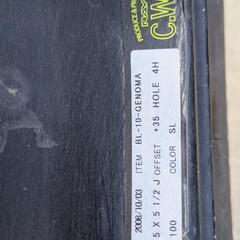 PRODUCE & PR
RAY
C.W
2008/10/03 ITEM BL-10-GENOMA
5 X 5 1/2 J OFFSET +35 HOLE 4H
100 COLOR SL